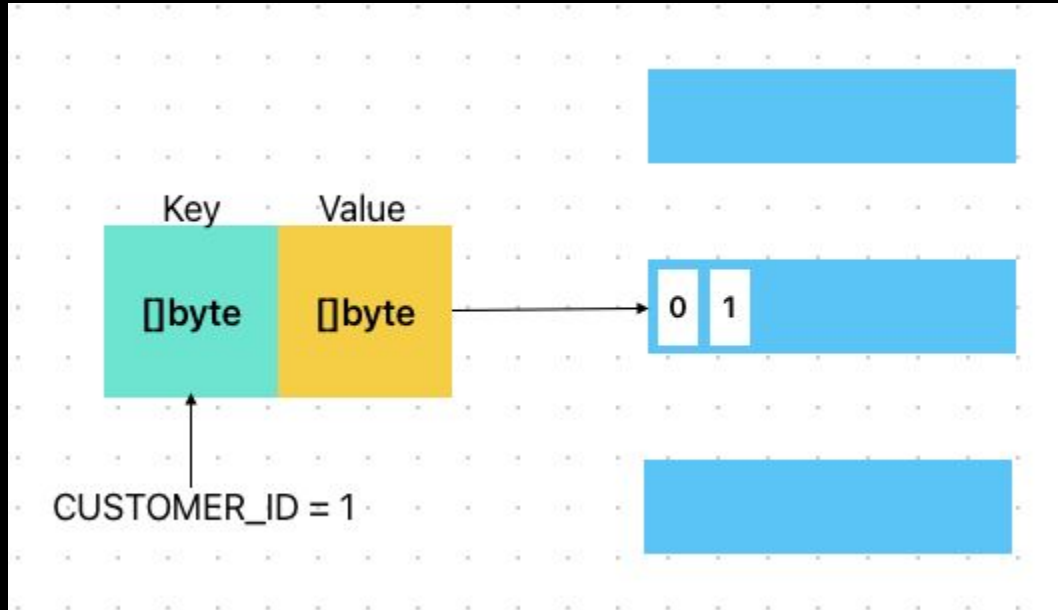 Key Value
[]byte []byte
0 1
CUSTOMER_ID = 1